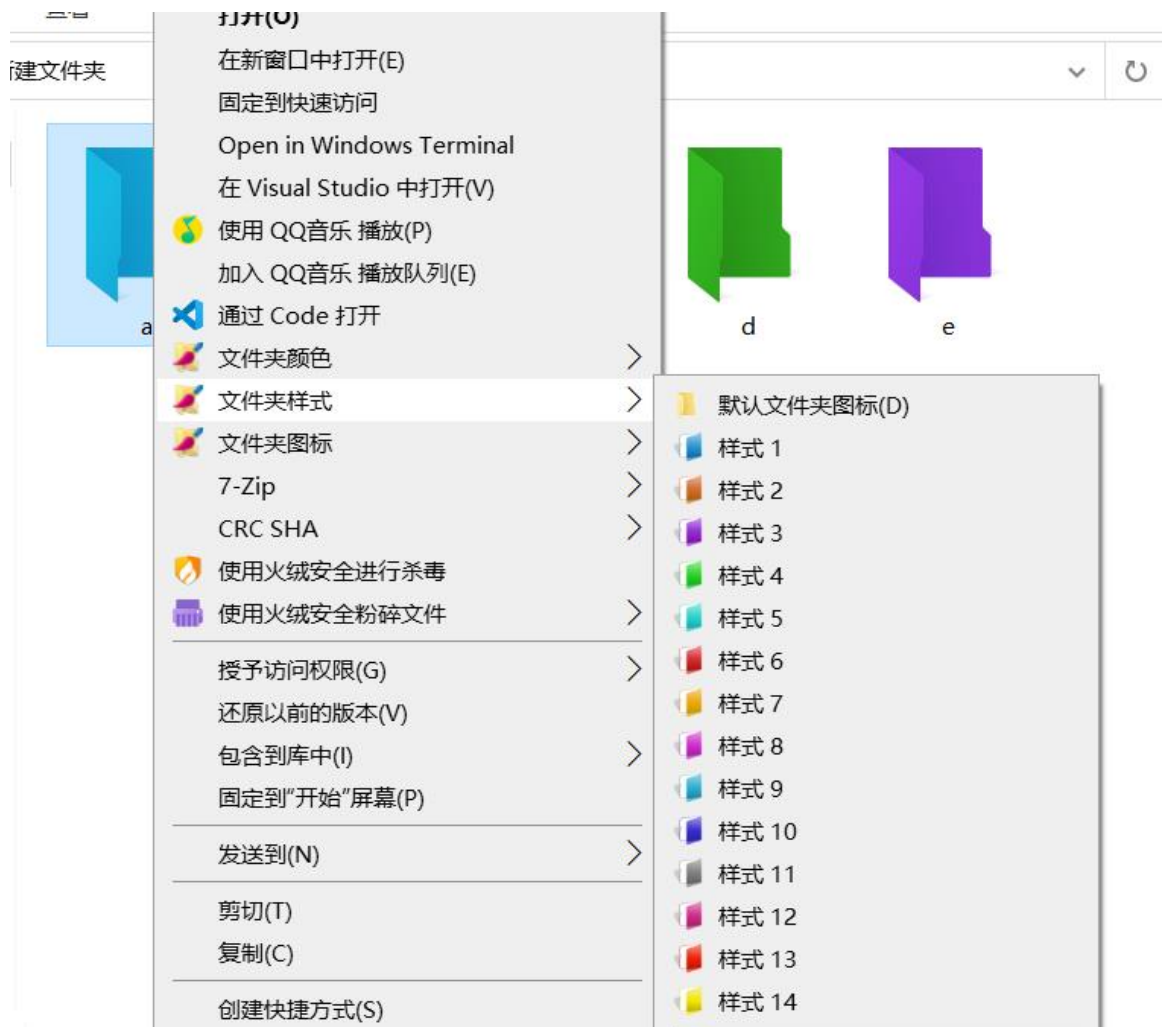 查看
打开(O)
新建文件夹
在新窗口中打开(E)
固定到快速访问
Open in Windows Terminal
在 Visual Studio 中打开(V)
使用 QQ音乐 播放(P)
加入 QQ音乐 播放队列(E)
通过 Code 打开
文件夹颜色
文件夹样式
文件夹图标
7-Zip
CRC SHA
使用火绒安全进行杀毒
使用火绒安全粉碎文件
授予访问权限(G)
还原以前的版本(V)
包含到库中(I)
固定到"开始"屏幕(P)
发送到(N)
剪切(T)
复制(C)
创建快捷方式(S)
a
d
e
默认文件夹图标(D)
样式 1
样式 2
样式 3
样式 4
样式 5
样式 6
样式 7
样式 8
样式 9
样式 10
样式 11
样式 12
样式 13
样式 14